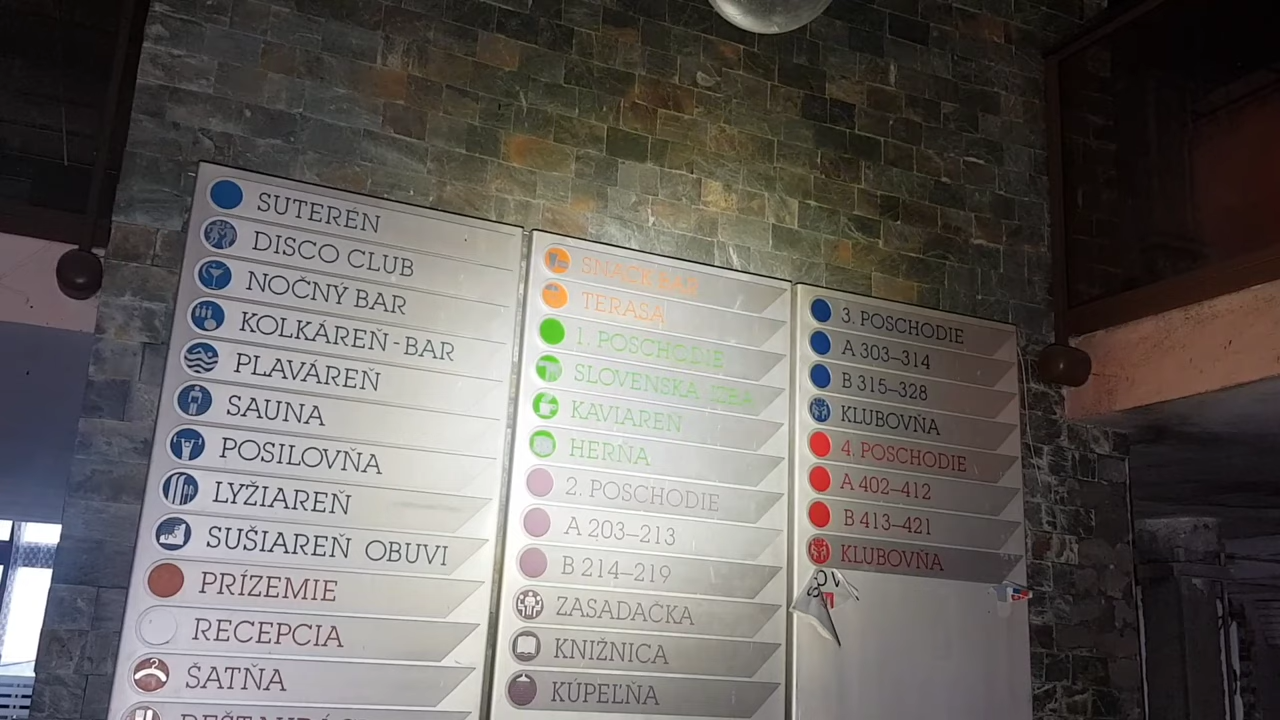 SUTERÉN
DISCO CLUB
NOČNÝ BAR
KOLKÁREŇ-BAR
PLAVÁREŇ
SAUNA
POSILOVŇA
LYŽIAREŇ
SUŠIAREŇ OBUVI
PRÍZEMIE
RECEPCIA
ŠATŇA
SNACK BAR
TERASA
1. POSCHODIE
SLOVENSKA IZBA
KAVIAREŇ
HERŇA
2. POSCHODIE
A 203–213
B 214–219
ZASADAČKA
KNIŽNICA
KÚPEĽŇA
3. POSCHODIE
A 303–314
B 315–328
KLUBOVŇA
4. POSCHODIE
A 402–412
B 413–421
KLUBOVŇA